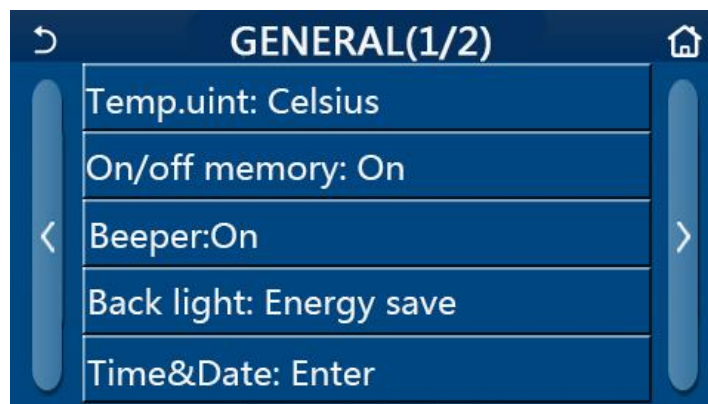 GENERAL(1/2)
Temp.uint: Celsius
On/off memory: On
Beeper:On
Back light: Energy save
Time&Date: Enter